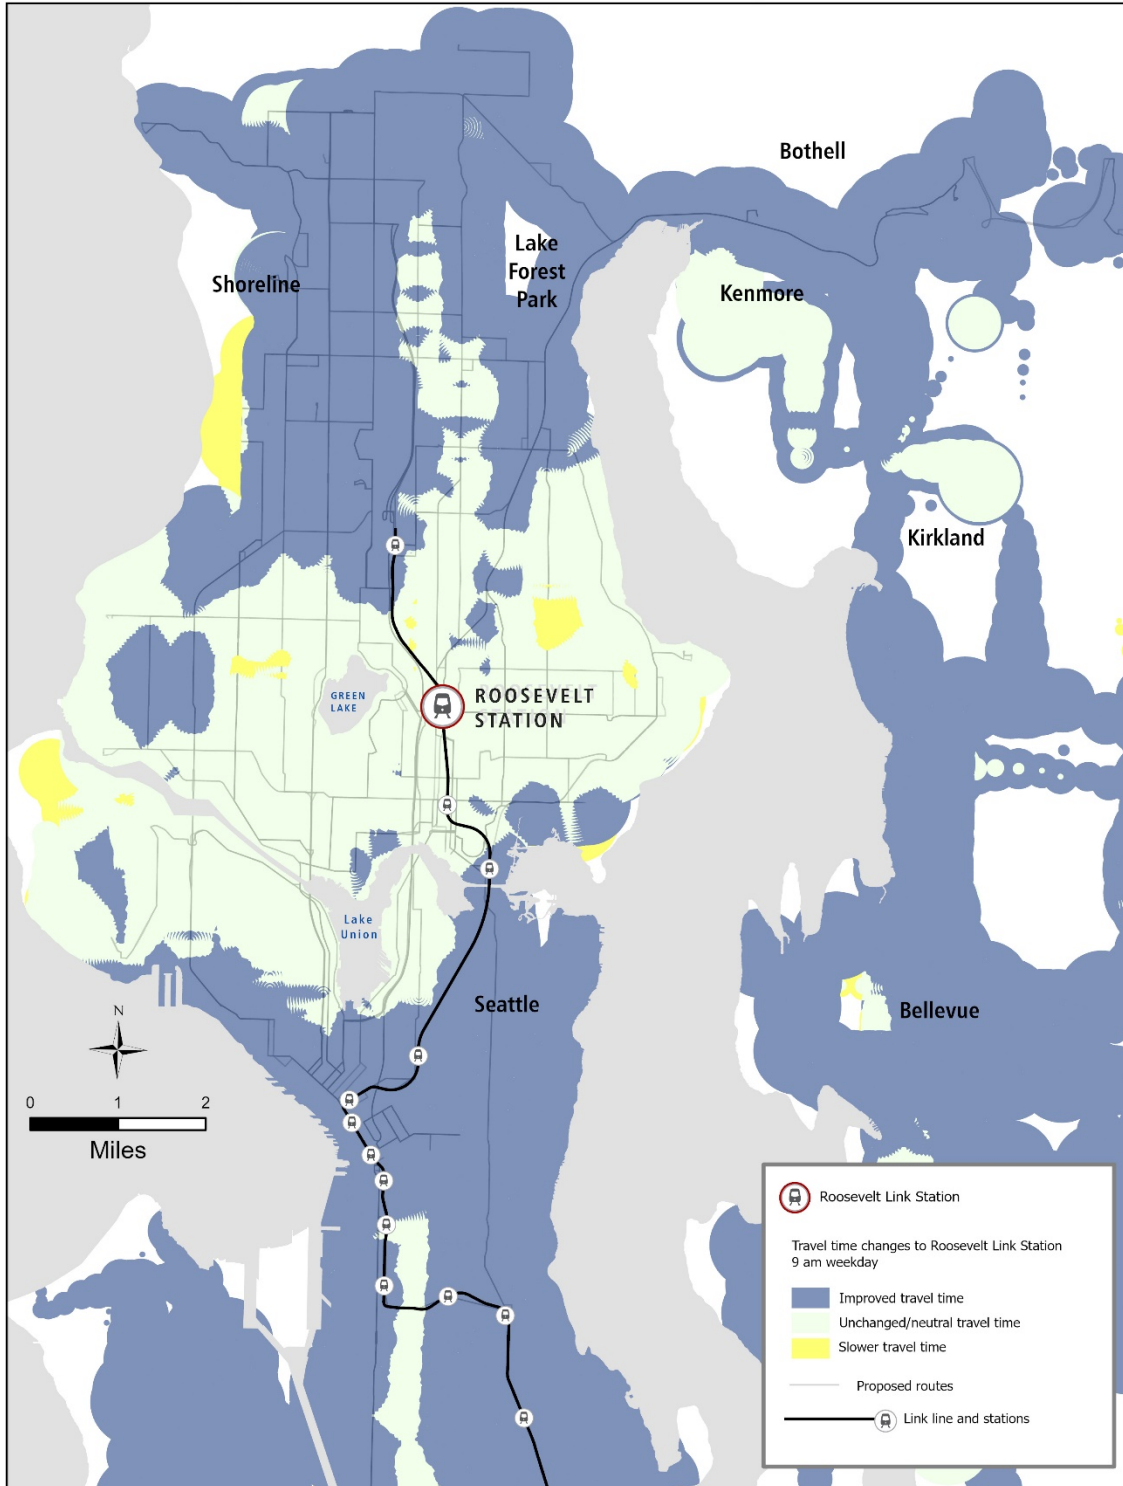 Bothell
Lake
Forest
Park
Shoreline
Kenmore
Kirkland
GREEN
LAKE
ROOSEVELT
STATION
Lake
Union
Seattle
Bellevue
N
0 1 2
Miles
Roosevelt Link Station
Travel time changes to Roosevelt Link Station
9 am weekday
Improved travel time
Unchanged/neutral travel time
Slower travel time
Proposed routes
Link line and stations